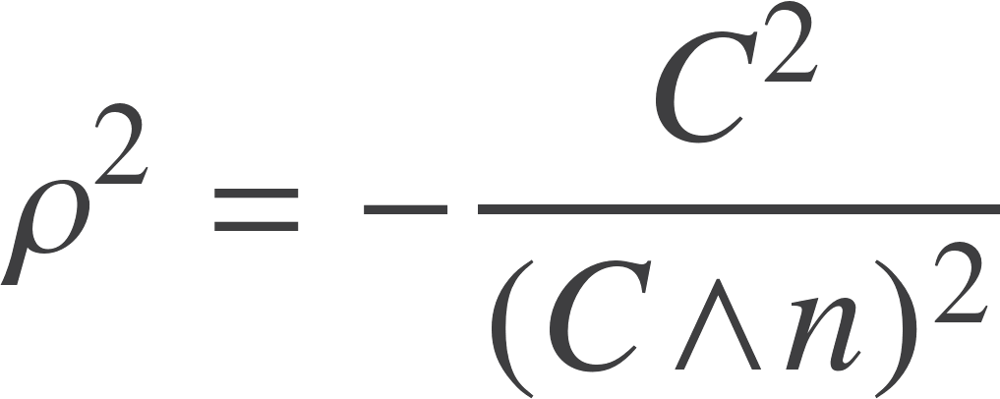 ρ² = − C² / (C ∧ n)²